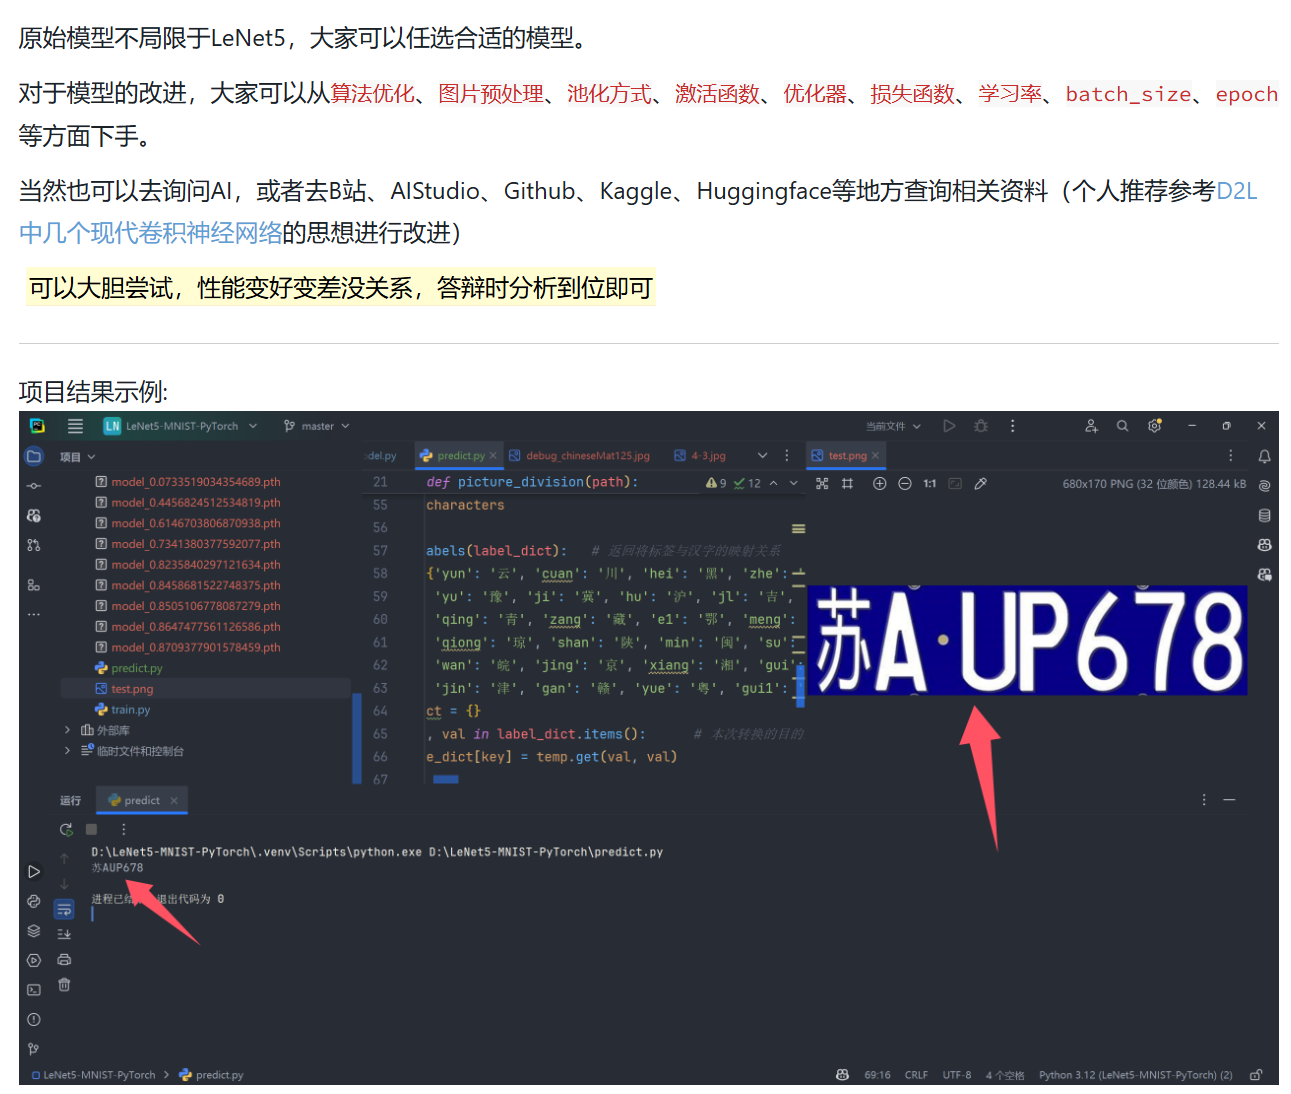 原始模型不局限于LeNet5，大家可以任选合适的模型。
对于模型的改进，大家可以从算法优化、图片预处理、池化方式、激活函数、优化器、损失函数、学习率、batch_size、epoch
等方面下手。
当然也可以去询问AI，或者去B站、AIStudio、Github、Kaggle、Huggingface等地方查询相关资料（个人推荐参考D2L
中几个现代卷积神经网络的思想进行改进）
可以大胆尝试，性能变好变差没关系，答辩时分析到位即可
项目结果示例:
LN LeNet5-MNIST-PyTorch master 当前文件
项目 del.py predict.py debug_chineseMat125.jpg 4-3.jpg test.png
model_0.0733519034354689.pth
model_0.4456824512534819.pth
model_0.6146703806870938.pth
model_0.7341380377592077.pth
model_0.8235840297121634.pth
model_0.8458681522748375.pth
model_0.8505106778087279.pth
model_0.8647477561126586.pth
model_0.8709377901578459.pth
predict.py
test.png
train.py
外部库
临时文件和控制台
21 def picture_division(path): 9 12
55 characters
56
57 abels(label_dict): # 返回将标签与汉字的映射关系
58 {'yun': '云', 'cuan': '川', 'hei': '黑', 'zhe':
59 'yu': '豫', 'ji': '冀', 'hu': '沪', 'jl': '吉',
60 'qing': '青', 'zang': '藏', 'e1': '鄂', 'meng':
61 'qiong': '琼', 'shan': '陕', 'min': '闽', 'su':
62 'wan': '皖', 'jing': '京', 'xiang': '湘', 'gui'
63 'jin': '津', 'gan': '赣', 'yue': '粤', 'gui1':
64 ct = {}
65 , val in label_dict.items(): # 本次转换的目的
66 e_dict[key] = temp.get(val, val)
67
1:1 680x170 PNG (32 位颜色) 128.44 kB
苏A·UP678
运行 predict
D:\LeNet5-MNIST-PyTorch\.venv\Scripts\python.exe D:\LeNet5-MNIST-PyTorch\predict.py
苏AUP678
进程已结 退出代码为 0
LeNet5-MNIST-PyTorch predict.py 69:16 CRLF UTF-8 4 个空格 Python 3.12 (LeNet5-MNIST-PyTorch) (2)